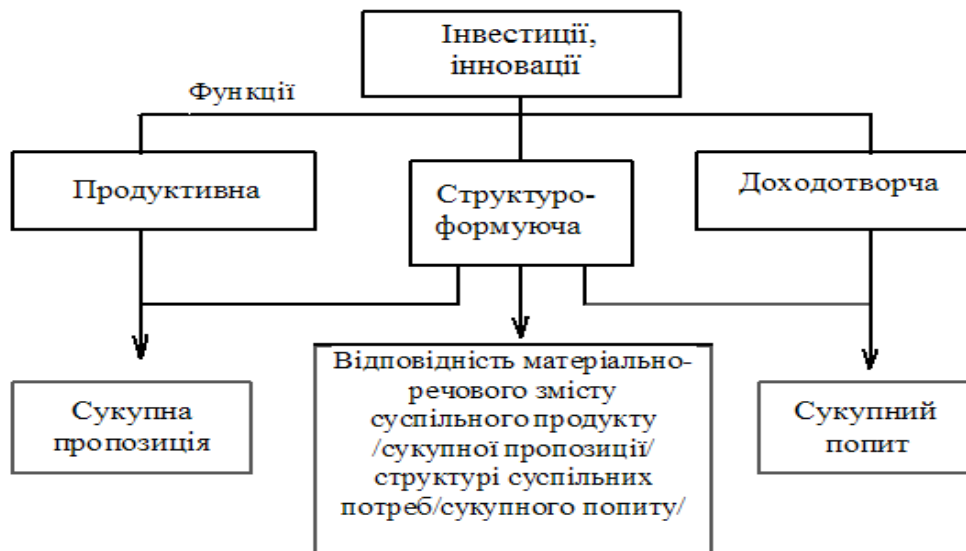 Інвестиції,
інновації
Функції
Продуктивна
Структуро-
формуюча
Доходотворча
Сукупна
пропозиція
Відповідність матеріально-
речового змісту
суспільного продукту
/сукупної пропозиції/
структурі суспільних
потреб/сукупного попиту/
Сукупний
попит